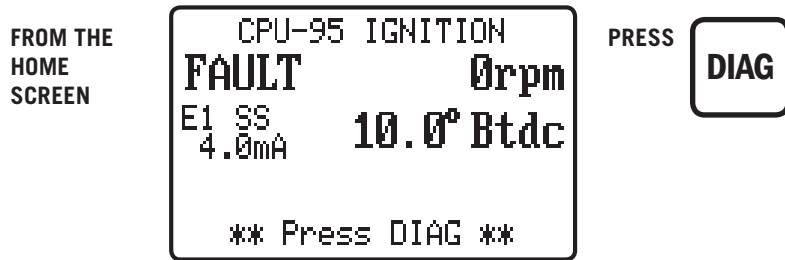 FROM THE
HOME
SCREEN
CPU-95 IGNITION
FAULT 0rpm
E1 SS
4.0mA 10.0° Btdc
** Press DIAG **
PRESS
DIAG